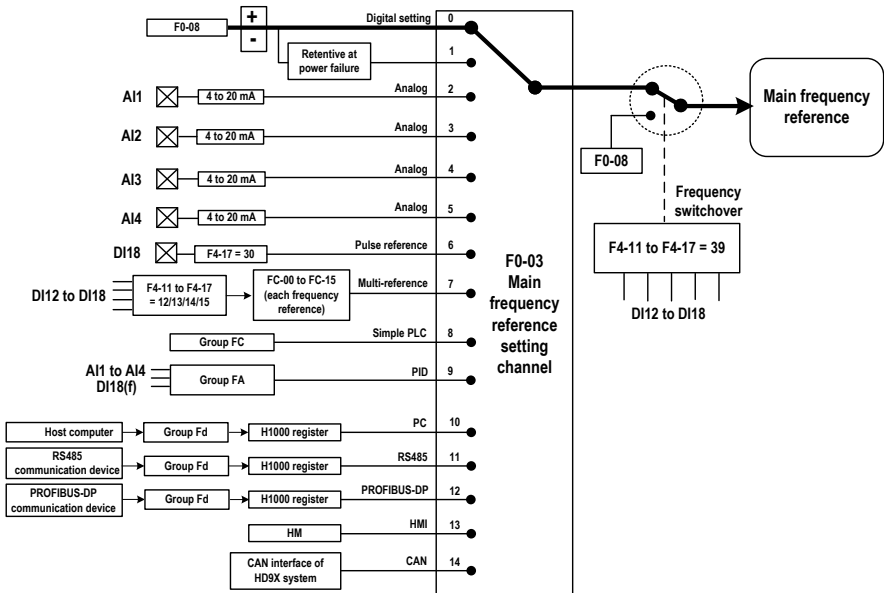 F0-08
+
-
Digital setting
0
Retentive at
power failure
1
AI1
4 to 20 mA
Analog
2
AI2
4 to 20 mA
Analog
3
AI3
4 to 20 mA
Analog
4
AI4
4 to 20 mA
Analog
5
DI18
F4-17 = 30
Pulse reference
6
DI12 to DI18
F4-11 to F4-17
= 12/13/14/15
FC-00 to FC-15
(each frequency
reference)
Multi-reference
7
Group FC
Simple PLC
8
AI1 to AI4
DI18(f)
Group FA
PID
9
Host computer
Group Fd
H1000 register
PC
10
RS485
communication device
Group Fd
H1000 register
RS485
11
PROFIBUS-DP
communication device
Group Fd
H1000 register
PROFIBUS-DP
12
HM
HMI
13
CAN interface of
HD9X system
CAN
14
F0-03
Main
frequency
reference
setting
channel
F0-08
Frequency
switchover
F4-11 to F4-17 = 39
DI12 to DI18
Main frequency
reference